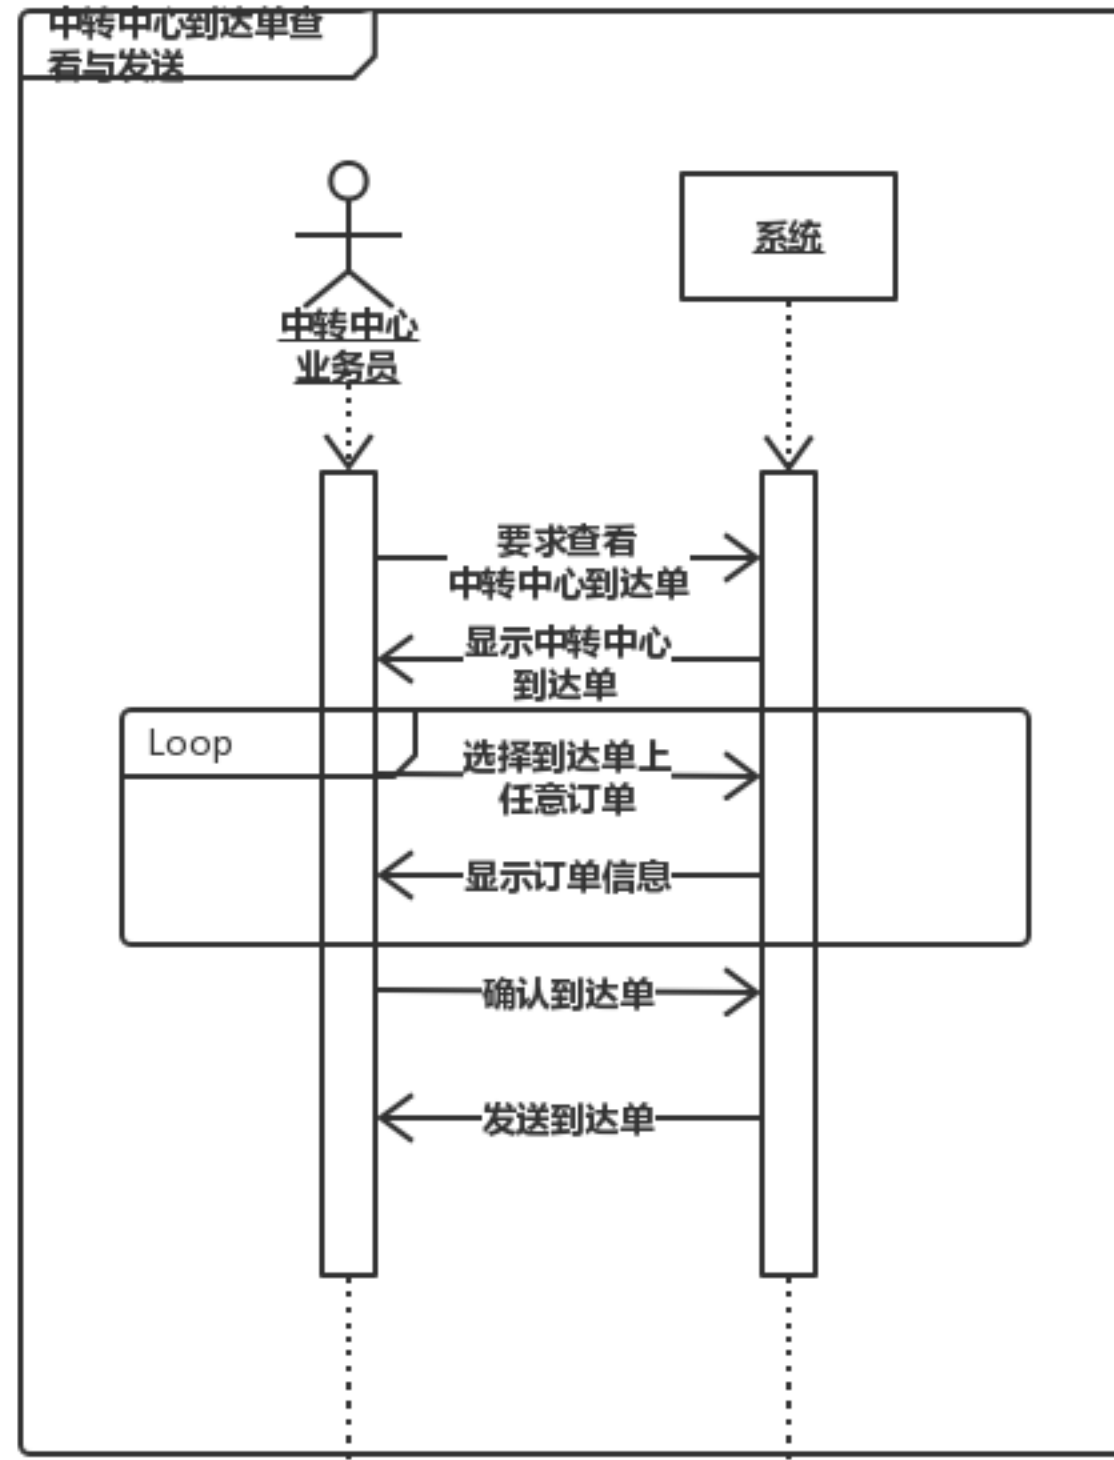 中转中心到达单查
看与发送
系统
中转中心
业务员
要求查看
中转中心到达单
显示中转中心
到达单
Loop
选择到达单上
任意订单
显示订单信息
确认到达单
发送到达单